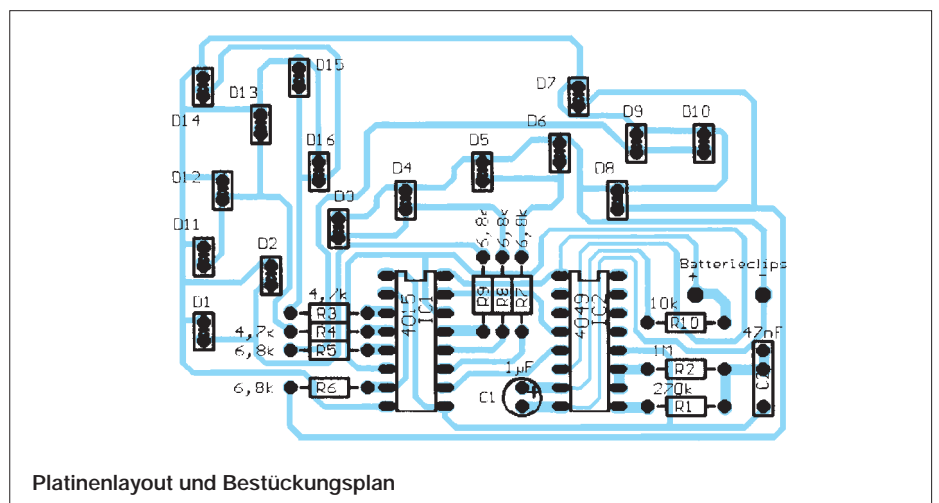 D15
D13
D14
D7
D9
D10
D16
D6
D5
D4
D8
D12
D3
D11
D2
6,8k
6,8k
6,8k
Batterieclips
+
-
D1
4,7k
R3
4,7k
R4
6,8k
R5
6,8k
R6
4015
IC1
R9
R8
R7
4049
IC2
10k
R10
47nF
1M
R2
1µF
C1
+
270k
R1
Platinenlayout und Bestückungsplan